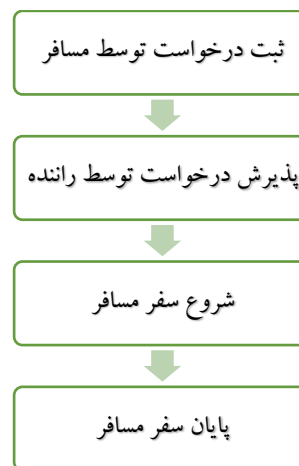 ثبت درخواست توسط مسافر
پذیرش درخواست توسط راننده
شروع سفر مسافر
پایان سفر مسافر